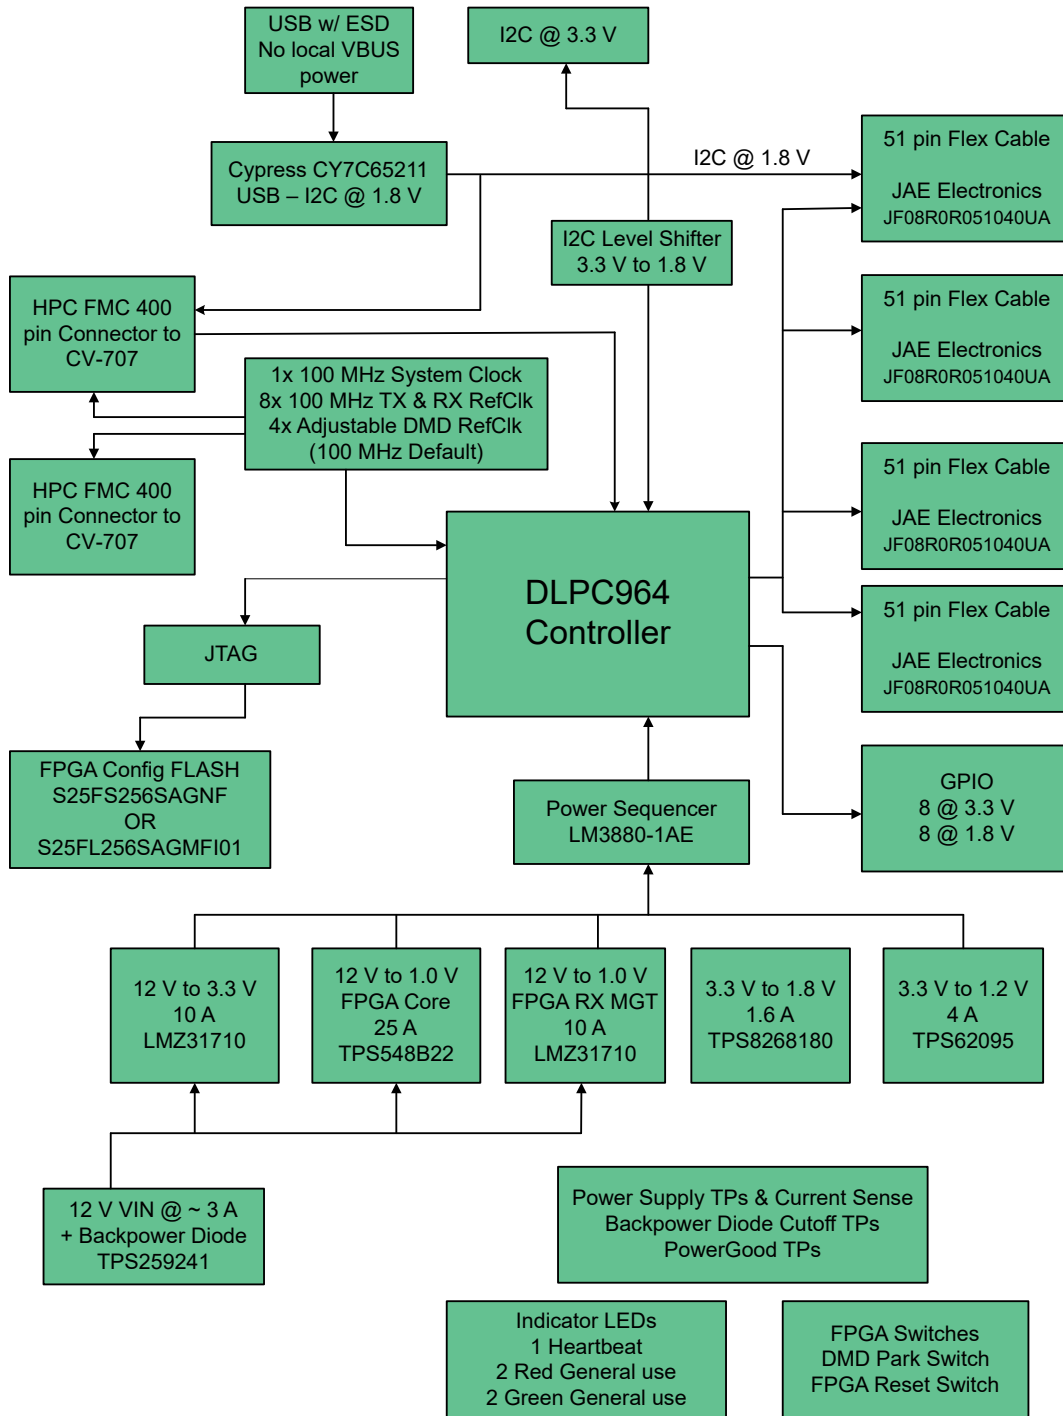 USB w/ ESD
No local VBUS
power
I2C @ 3.3 V
Cypress CY7C65211
USB – I2C @ 1.8 V
I2C @ 1.8 V
51 pin Flex Cable
JAE Electronics
JF08R0R051040UA
I2C Level Shifter
3.3 V to 1.8 V
HPC FMC 400
pin Connector to
CV-707
51 pin Flex Cable
JAE Electronics
JF08R0R051040UA
1x 100 MHz System Clock
8x 100 MHz TX & RX RefClk
4x Adjustable DMD RefClk
(100 MHz Default)
HPC FMC 400
pin Connector to
CV-707
51 pin Flex Cable
JAE Electronics
JF08R0R051040UA
DLPC964
Controller
51 pin Flex Cable
JAE Electronics
JF08R0R051040UA
JTAG
FPGA Config FLASH
S25FS256SAGNF
OR
S25FL256SAGMFI01
Power Sequencer
LM3880-1AE
GPIO
8 @ 3.3 V
8 @ 1.8 V
12 V to 3.3 V
10 A
LMZ31710
12 V to 1.0 V
FPGA Core
25 A
TPS548B22
12 V to 1.0 V
FPGA RX MGT
10 A
LMZ31710
3.3 V to 1.8 V
1.6 A
TPS8268180
3.3 V to 1.2 V
4 A
TPS62095
12 V VIN @ ~ 3 A
+ Backpower Diode
TPS259241
Power Supply TPs & Current Sense
Backpower Diode Cutoff TPs
PowerGood TPs
Indicator LEDs
1 Heartbeat
2 Red General use
2 Green General use
FPGA Switches
DMD Park Switch
FPGA Reset Switch